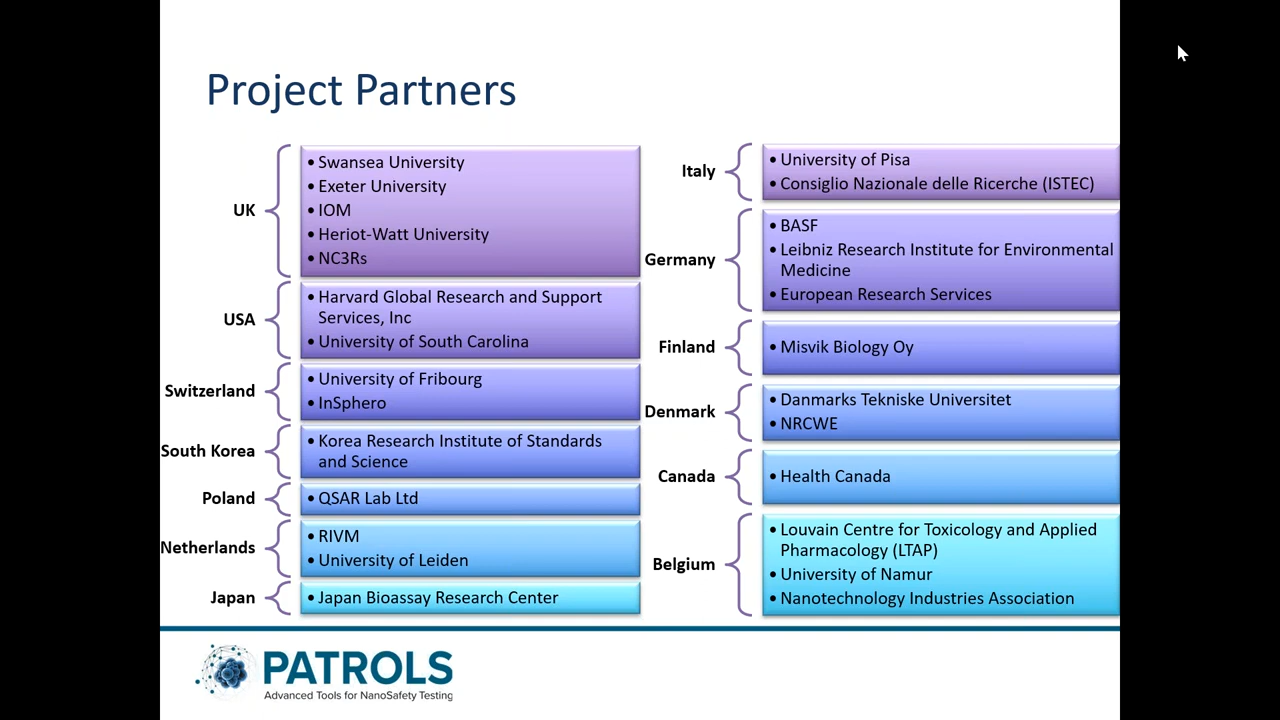 Project Partners
UK
• Swansea University
• Exeter University
• IOM
• Heriot-Watt University
• NC3Rs
USA
• Harvard Global Research and Support
Services, Inc
• University of South Carolina
Switzerland
• University of Fribourg
• InSphero
South Korea
• Korea Research Institute of Standards
and Science
Poland
• QSAR Lab Ltd
Netherlands
• RIVM
• University of Leiden
Japan
• Japan Bioassay Research Center
Italy
• University of Pisa
• Consiglio Nazionale delle Ricerche (ISTEC)
Germany
• BASF
• Leibniz Research Institute for Environmental
Medicine
• European Research Services
Finland
• Misvik Biology Oy
Denmark
• Danmarks Tekniske Universitet
• NRCWE
Canada
• Health Canada
Belgium
• Louvain Centre for Toxicology and Applied
Pharmacology (LTAP)
• University of Namur
• Nanotechnology Industries Association
PATROLS
Advanced Tools for NanoSafety Testing